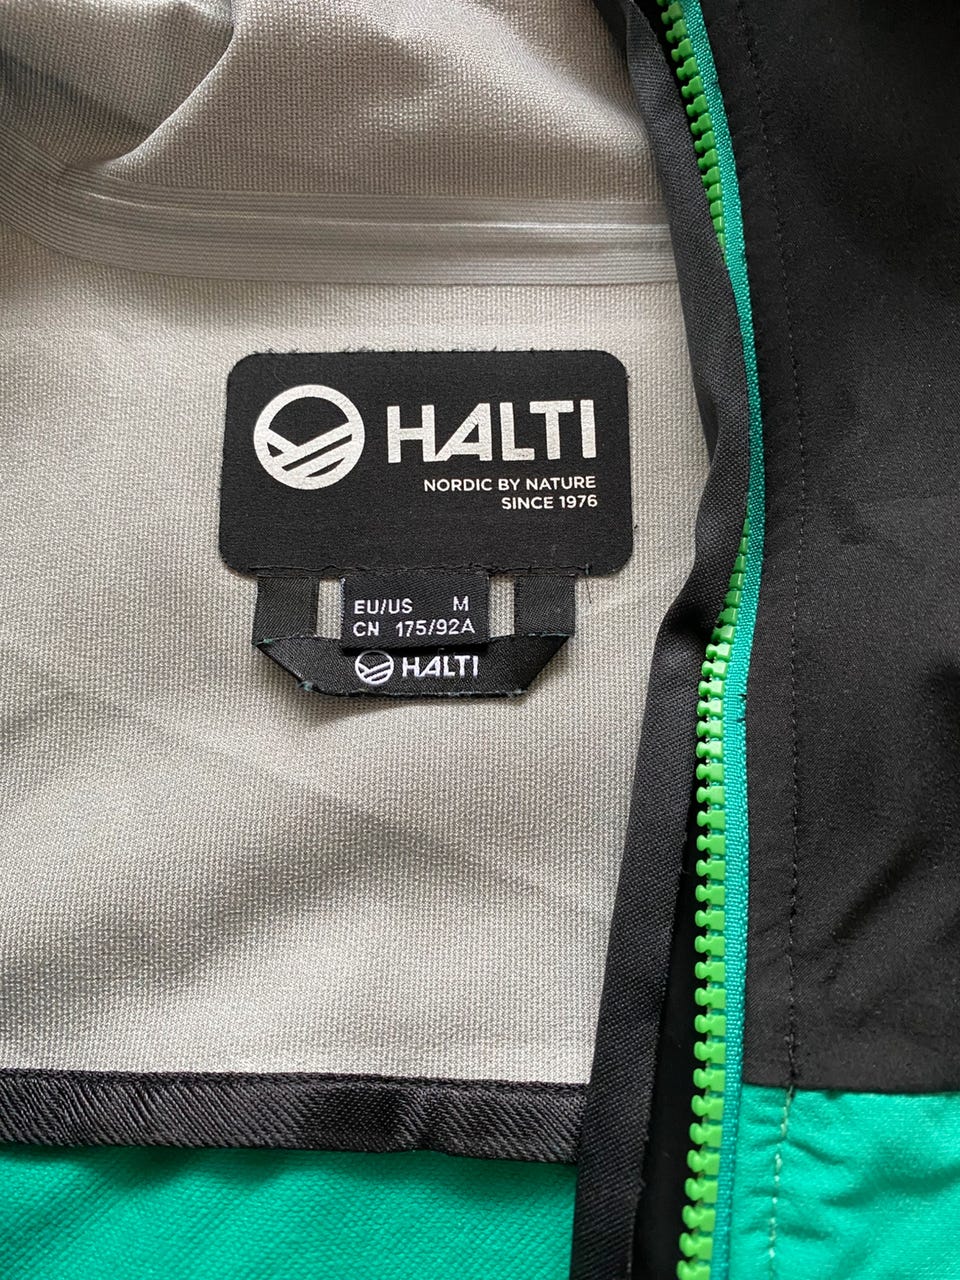 HALTI
NORDIC BY NATURE
SINCE 1976
EU/US M
CN 175/92A
HALTI